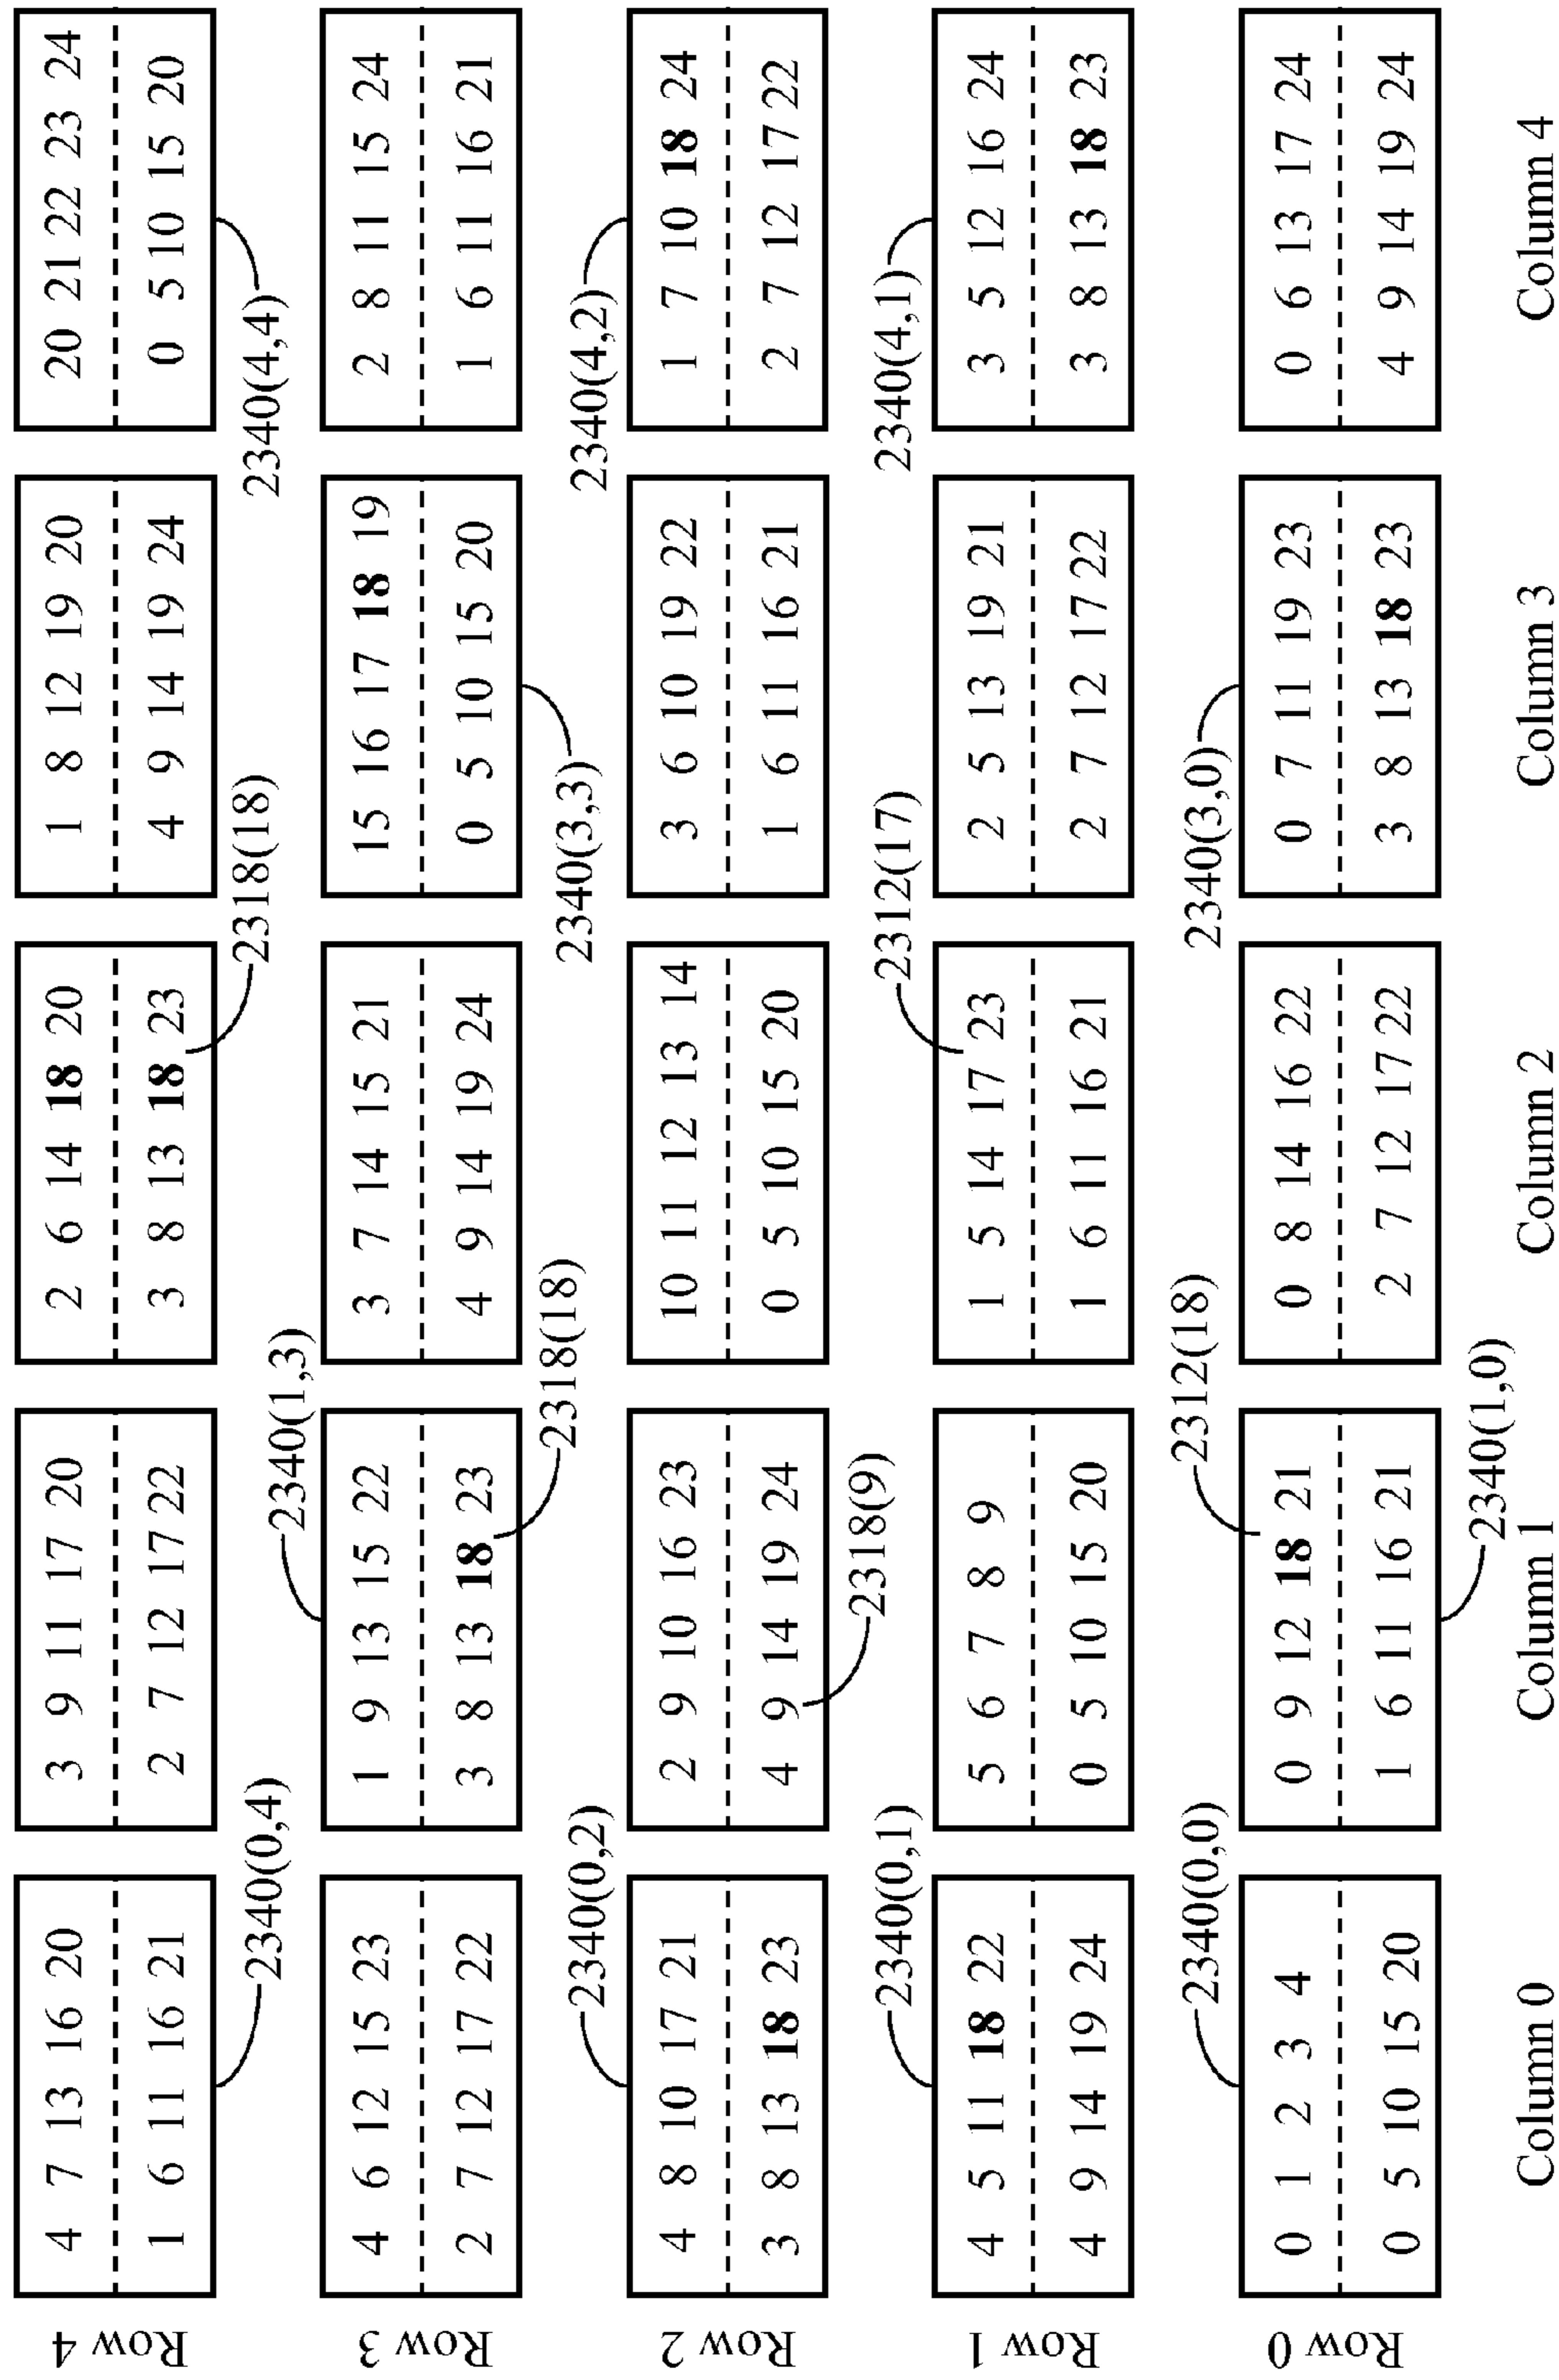 Row 4
4 7 13 16 20
1 6 11 16 21
3 9 11 17 20
2 7 12 17 22
2 6 14 18 20
3 8 13 18 23
1 8 12 19 20
4 9 14 19 24
20 21 22 23 24
0 5 10 15 20
2340(0,4)
2340(1,3)
2318(18)
2340(4,4)
Row 3
4 6 12 15 23
2 7 12 17 22
1 9 13 15 22
3 8 13 18 23
3 7 14 15 21
4 9 14 19 24
15 16 17 18 19
0 5 10 15 20
2 8 11 15 24
1 6 11 16 21
2340(0,2)
2318(18)
2340(3,3)
2340(4,2)
Row 2
4 8 10 17 21
3 8 13 18 23
2 9 10 16 23
4 9 14 19 24
10 11 12 13 14
0 5 10 15 20
3 6 10 19 22
1 6 11 16 21
1 7 10 18 24
2 7 12 17 22
2340(0,1)
2318(9)
2312(17)
2340(4,1)
Row 1
4 5 11 18 22
4 9 14 19 24
5 6 7 8 9
0 5 10 15 20
1 5 14 17 23
1 6 11 16 21
2 5 13 19 21
2 7 12 17 22
3 5 12 16 24
3 8 13 18 23
2340(0,0)
2312(18)
2340(3,0)
Row 0
0 1 2 3 4
0 5 10 15 20
0 9 12 18 21
1 6 11 16 21
0 8 14 16 22
2 7 12 17 22
0 7 11 19 23
3 8 13 18 23
0 6 13 17 24
4 9 14 19 24
2340(1,0)
Column 0
Column 1
Column 2
Column 3
Column 4